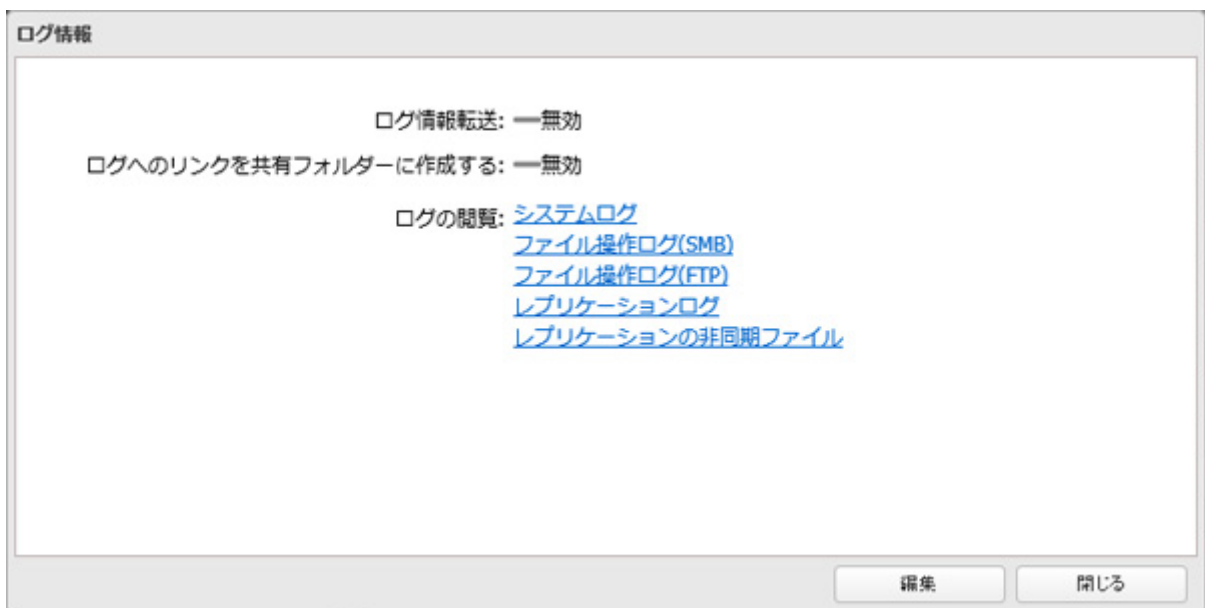 ログ情報
ログ情報転送: 無効
ログへのリンクを共有フォルダーに作成する: 無効
ログの閲覧: システムログ
ファイル操作ログ(SMB)
ファイル操作ログ(FTP)
レプリケーションログ
レプリケーションの非同期ファイル
編集 閉じる